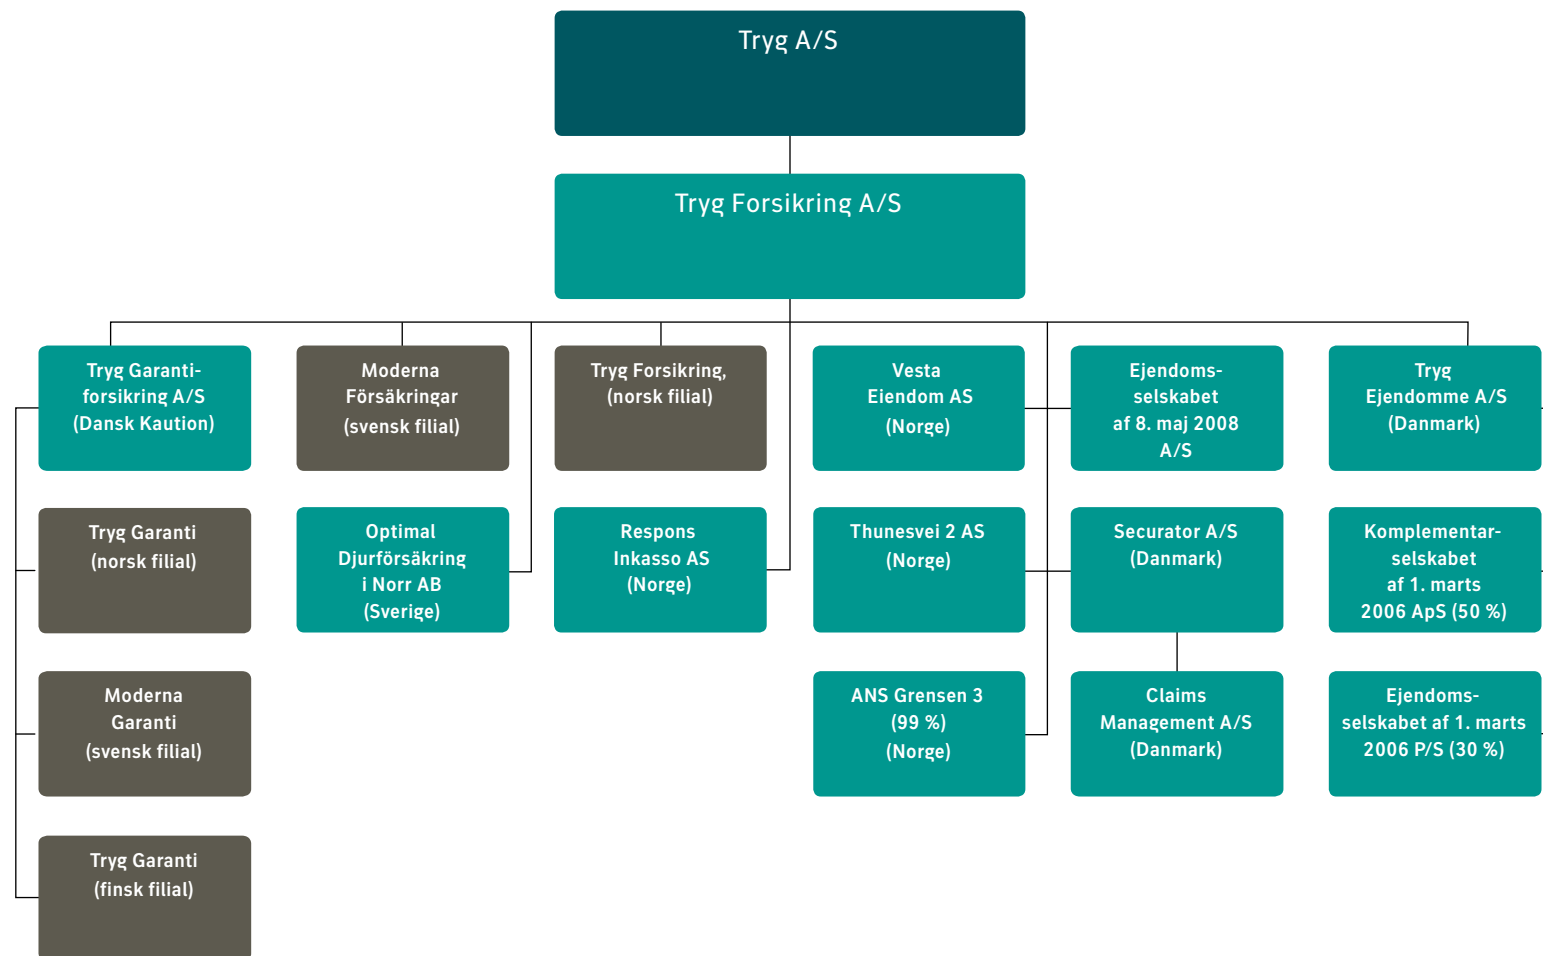 Tryg A/S
Tryg Forsikring A/S
Tryg Garanti-
forsikring A/S
(Dansk Kaution)
Moderna
Försäkringar
(svensk filial)
Tryg Forsikring,
(norsk filial)
Vesta
Eiendom AS
(Norge)
Ejendoms-
selskabet
af 8. maj 2008
A/S
Tryg
Ejendomme A/S
(Danmark)
Tryg Garanti
(norsk filial)
Optimal
Djurförsäkring
i Norr AB
(Sverige)
Respons
Inkasso AS
(Norge)
Thunesvei 2 AS
(Norge)
Securator A/S
(Danmark)
Komplementar-
selskabet
af 1. marts
2006 ApS (50 %)
Moderna
Garanti
(svensk filial)
ANS Grensen 3
(99 %)
(Norge)
Claims
Management A/S
(Danmark)
Ejendoms-
selskabet af 1. marts
2006 P/S (30 %)
Tryg Garanti
(finsk filial)